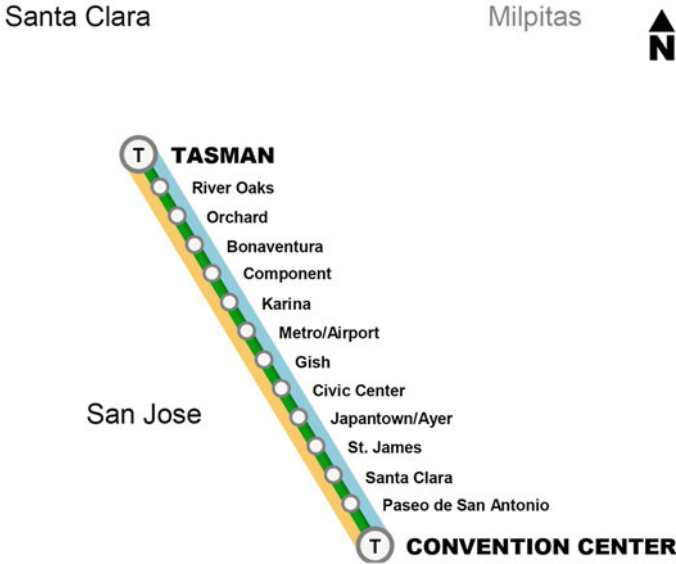 Santa Clara
Milpitas
N
T TASMAN
River Oaks
Orchard
Bonaventura
Component
Karina
Metro/Airport
Gish
Civic Center
San Jose
Japantown/Ayer
St. James
Santa Clara
Paseo de San Antonio
T CONVENTION CENTER